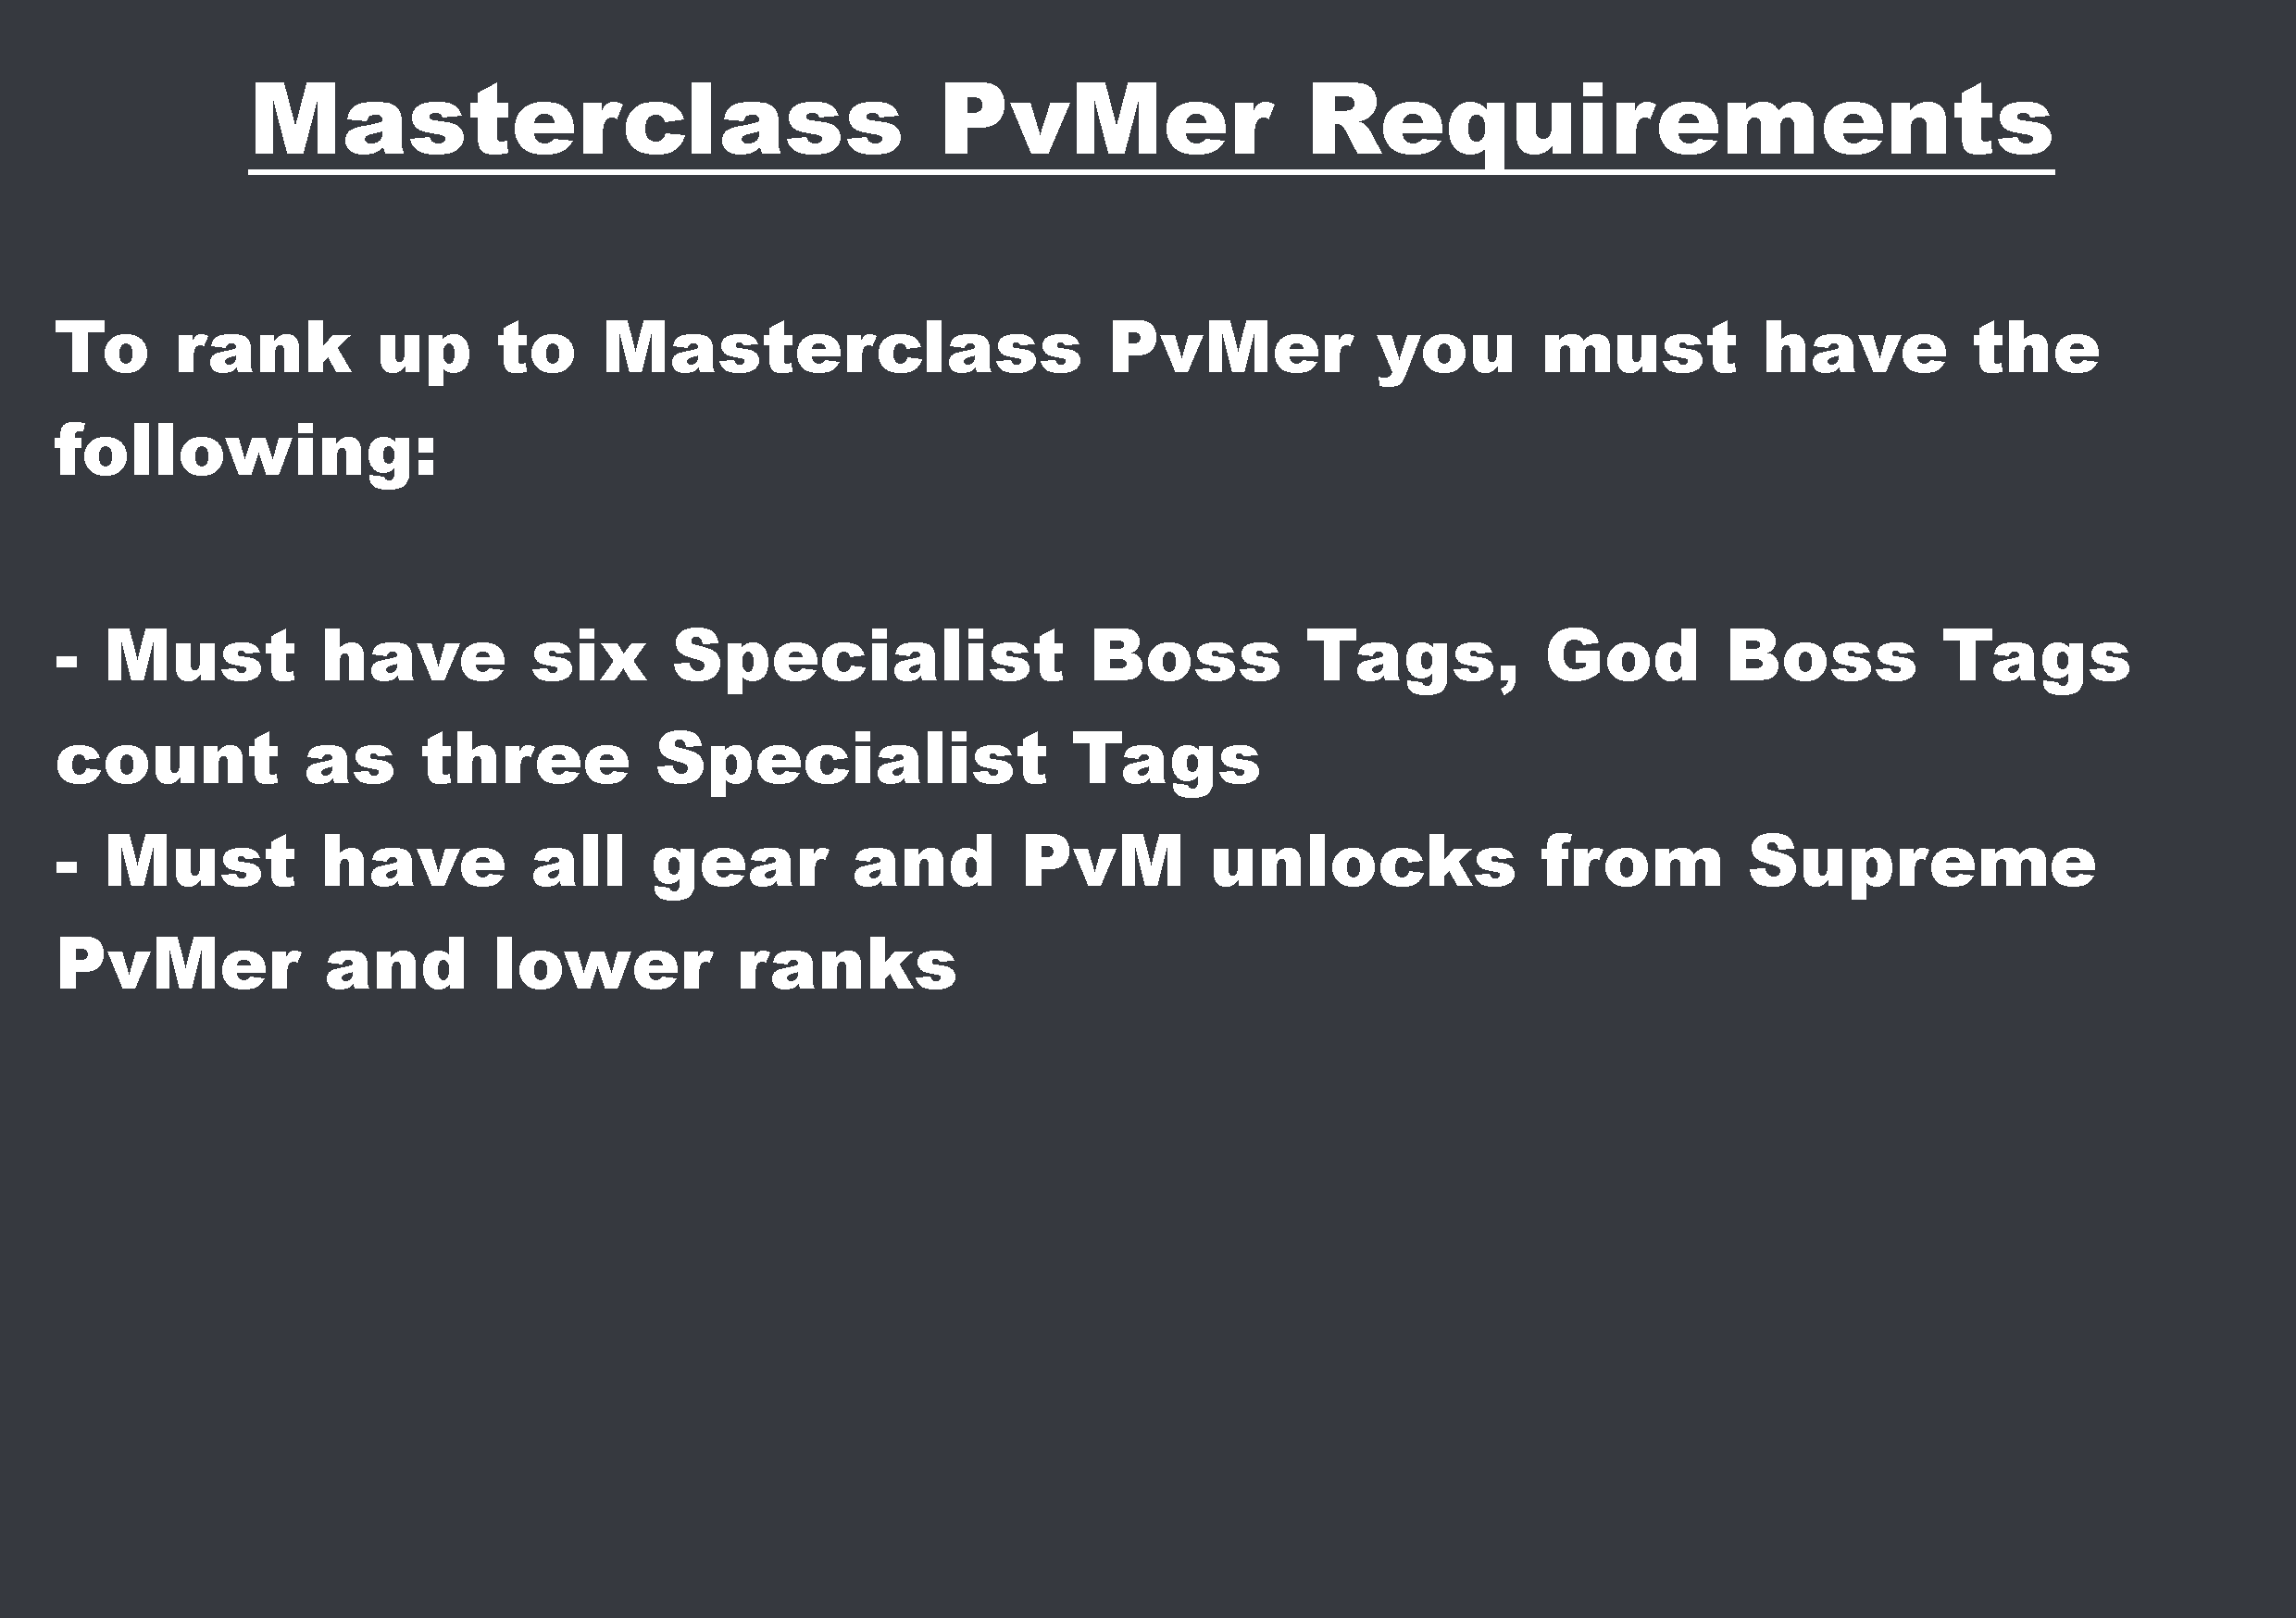 Masterclass PvMer Requirements
To rank up to Masterclass PvMer you must have the
following:
- Must have six Specialist Boss Tags, God Boss Tags
count as three Specialist Tags
- Must have all gear and PvM unlocks from Supreme
PvMer and lower ranks